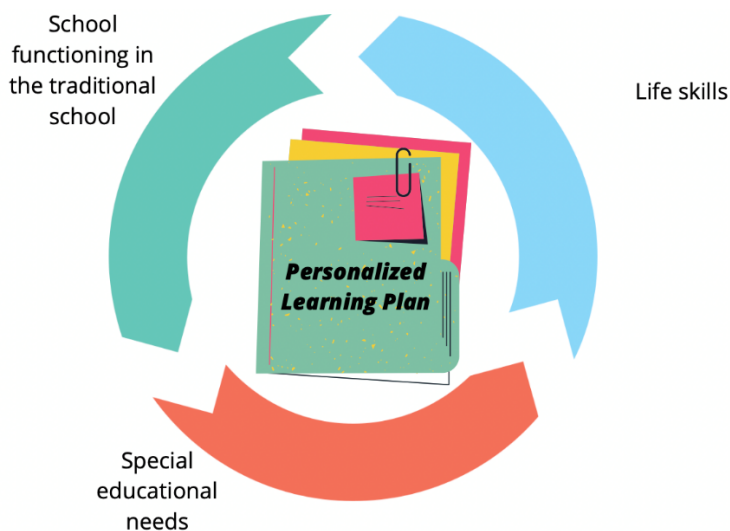 School
functioning in
the traditional
school
Life skills
Personalized
Learning Plan
Special
educational
needs